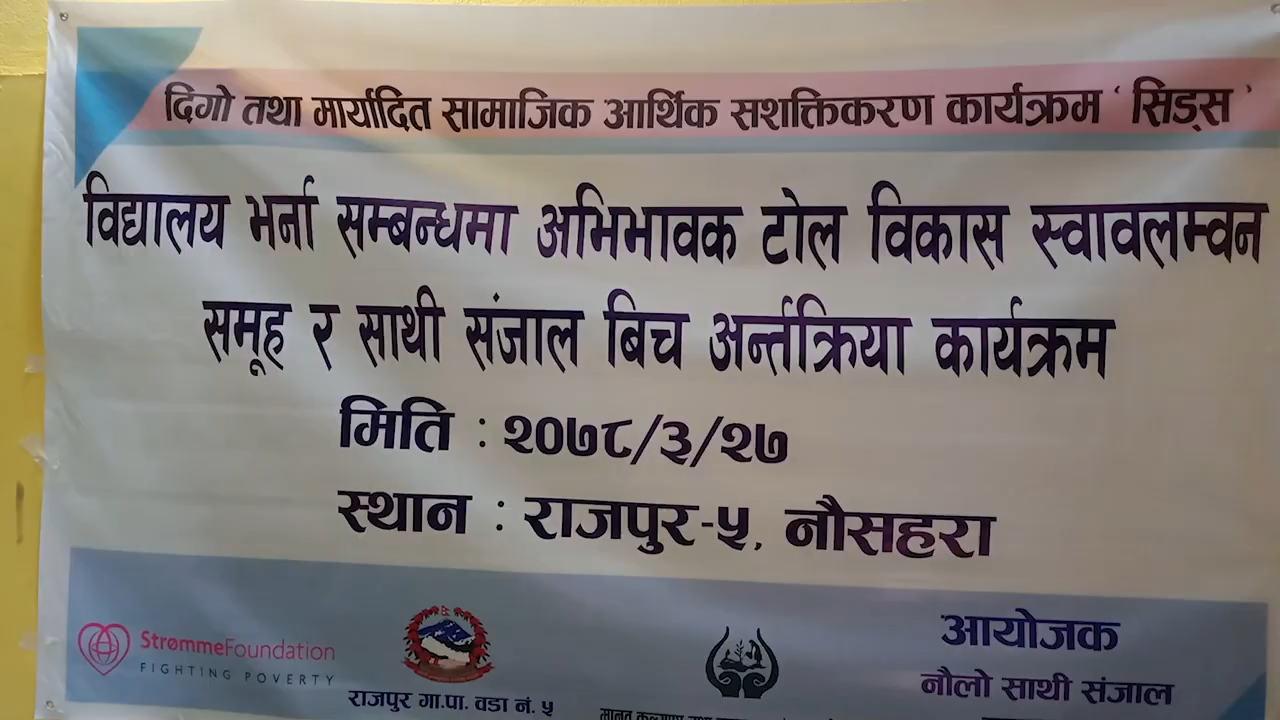 दिगो तथा मार्यादित सामाजिक आर्थिक सशक्तिकरण कार्यक्रम ‘ सिड्स ’
विद्यालय भर्ना सम्बन्धमा अभिभावक टोल विकास स्वावलम्वन
समूह र साथी संजाल बिच अर्न्तक्रिया कार्यक्रम
मिति : २०७८/३/२७
स्थान : राजपुर-५, नौसहरा
StrømmeFoundation
FIGHTING POVERTY
राजपुर गा.पा. वडा नं. ५
आयोजक
नौलो साथी संजाल